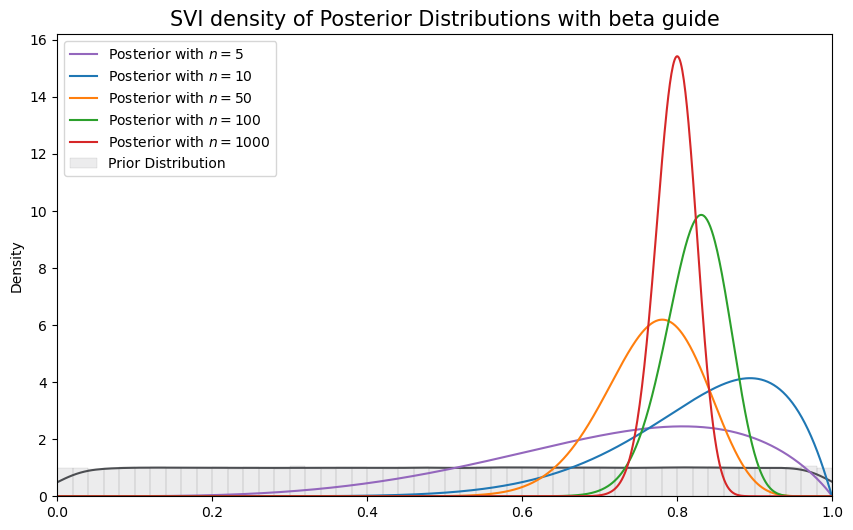 SVI density of Posterior Distributions with beta guide
16
14
12
10
8
6
4
2
0
Density
Posterior with n = 5
Posterior with n = 10
Posterior with n = 50
Posterior with n = 100
Posterior with n = 1000
Prior Distribution
0.0 0.2 0.4 0.6 0.8 1.0